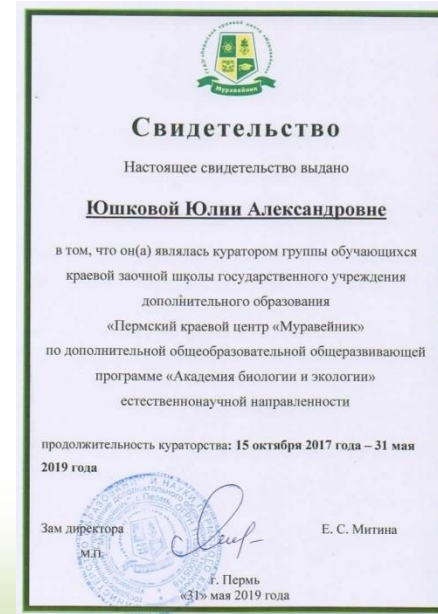 Муравейник
Свидетельство
Настоящее свидетельство выдано
Юшковой Юлии Александровне
в том, что он(а) являлась куратором группы обучающихся
краевой заочной школы государственного учреждения
дополнительного образования
«Пермский краевой центр «Муравейник»
по дополнительной общеобразовательной общеразвивающей
программе «Академия биологии и экологии»
естественнонаучной направленности
продолжительность кураторства: 15 октября 2017 года – 31 мая
2019 года
Зам директора
Е. С. Митина
М.П.
г. Пермь
«31» мая 2019 года